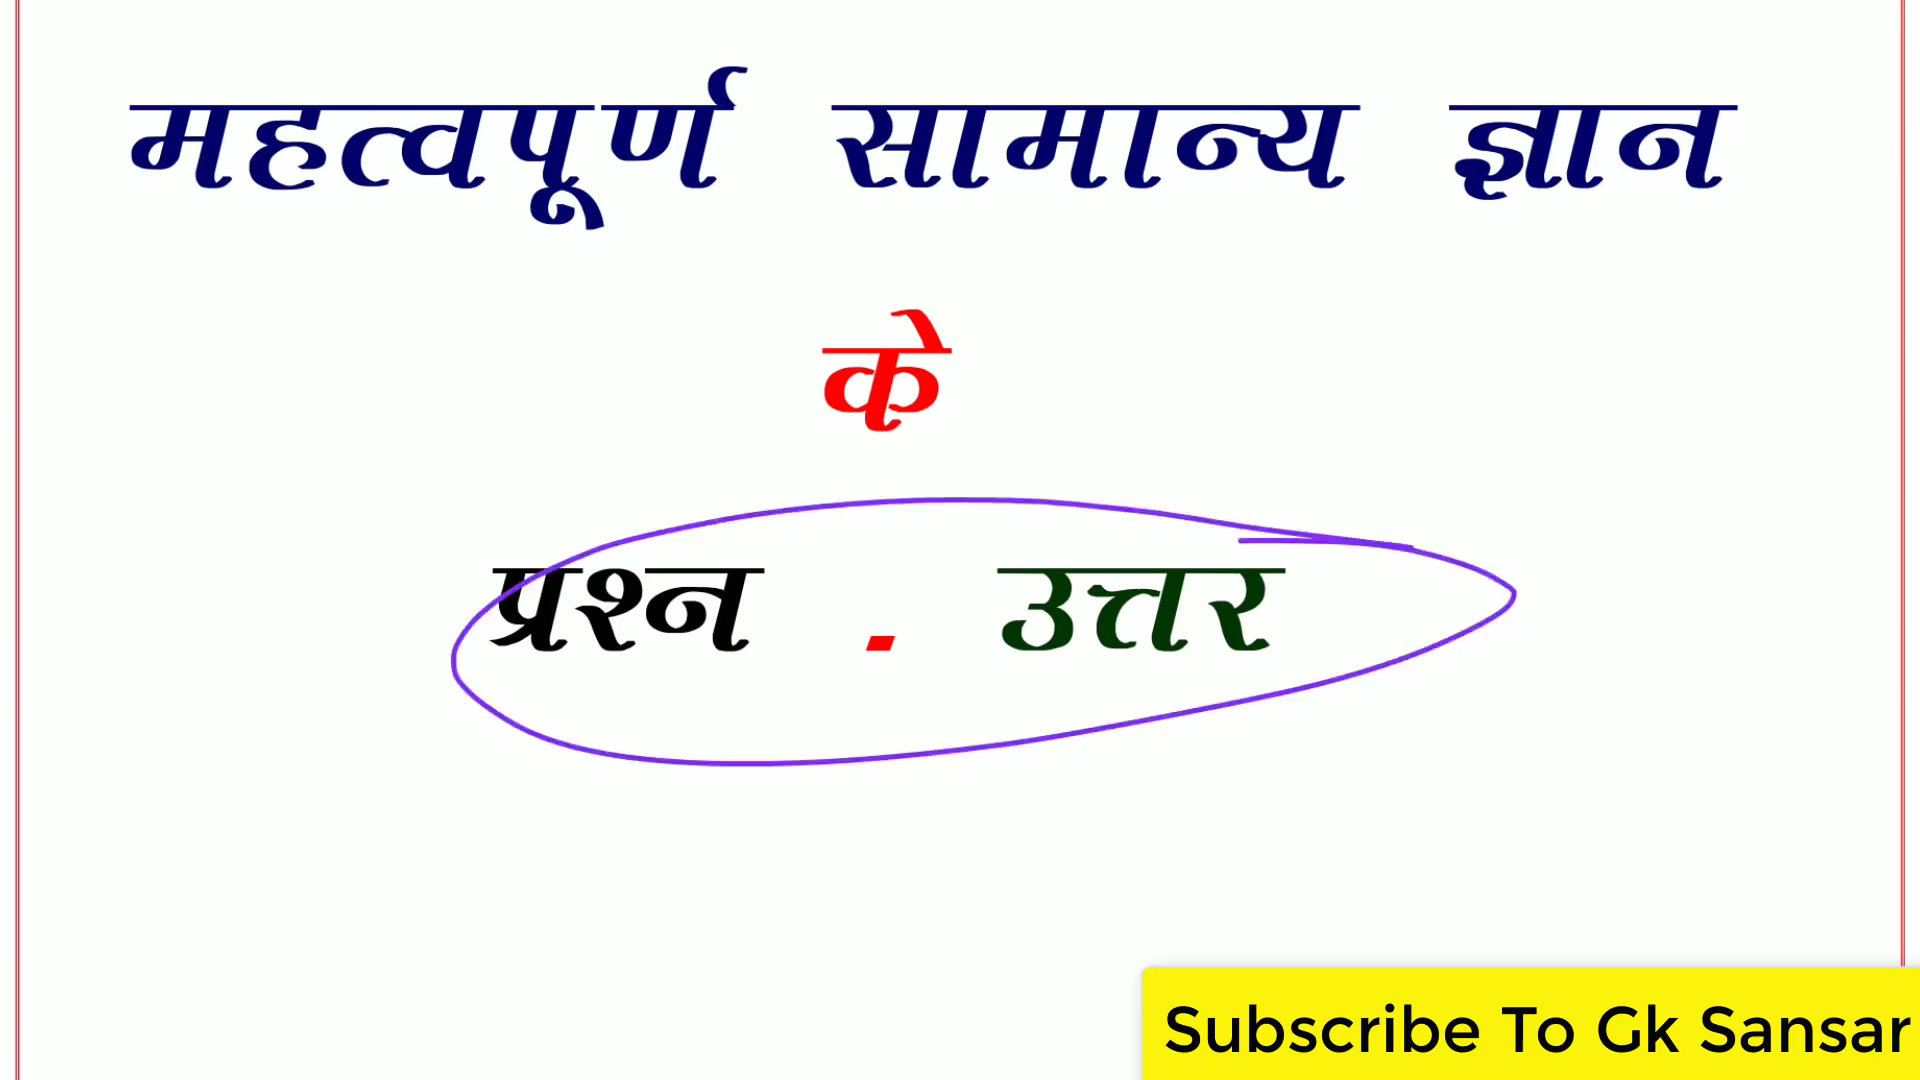 महत्वपूर्ण सामान्य ज्ञान
के
प्रश्न - उत्तर
Subscribe To Gk Sansar